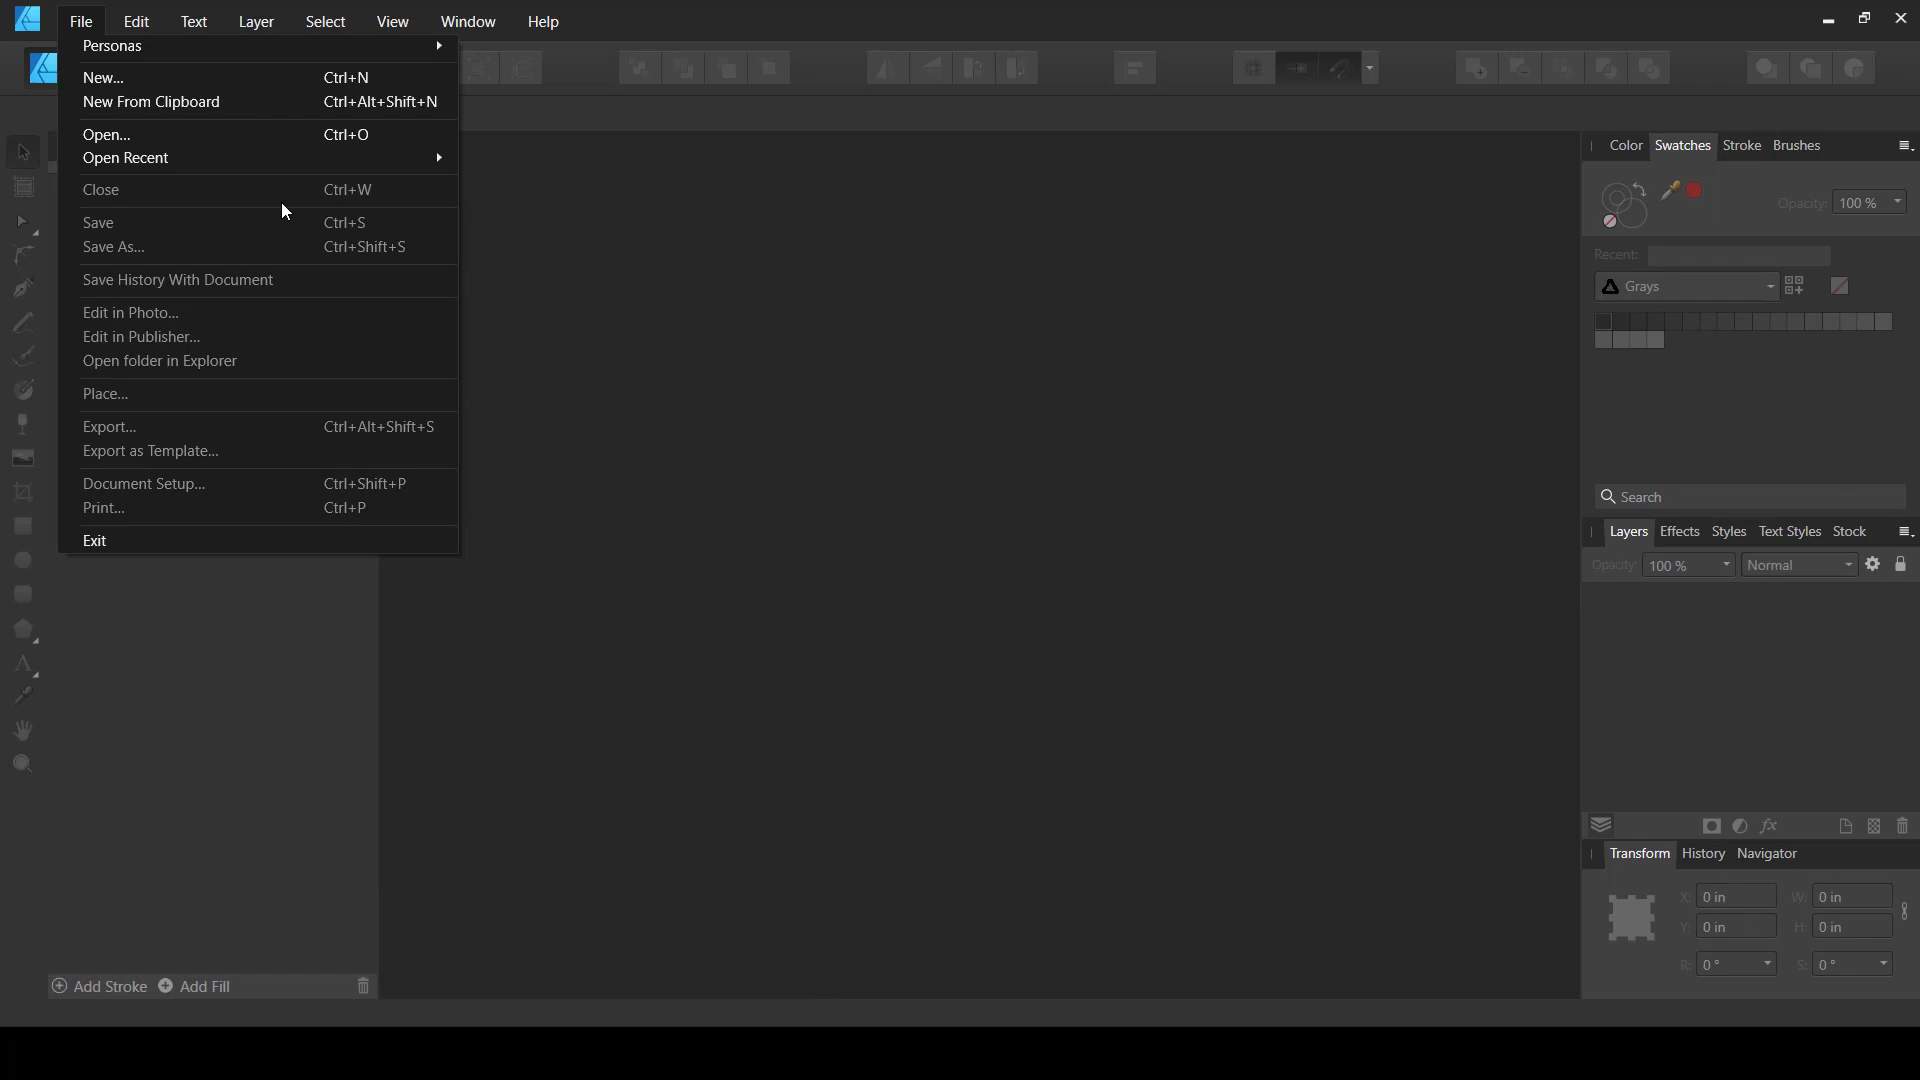 File Edit Text Layer Select View Window Help
Personas
New... Ctrl+N
New From Clipboard Ctrl+Alt+Shift+N
Open... Ctrl+O
Open Recent
Close Ctrl+W
Save Ctrl+S
Save As... Ctrl+Shift+S
Save History With Document
Edit in Photo...
Edit in Publisher...
Open folder in Explorer
Place...
Export... Ctrl+Alt+Shift+S
Export as Template...
Document Setup... Ctrl+Shift+P
Print... Ctrl+P
Exit
Add Stroke Add Fill
Color Swatches Stroke Brushes
Opacity: 100 %
Recent:
Grays
Search
Layers Effects Styles Text Styles Stock
Opacity: 100 % Normal
fx
Transform History Navigator
X: 0 in W: 0 in
Y: 0 in H: 0 in
R: 0 ° S: 0 °